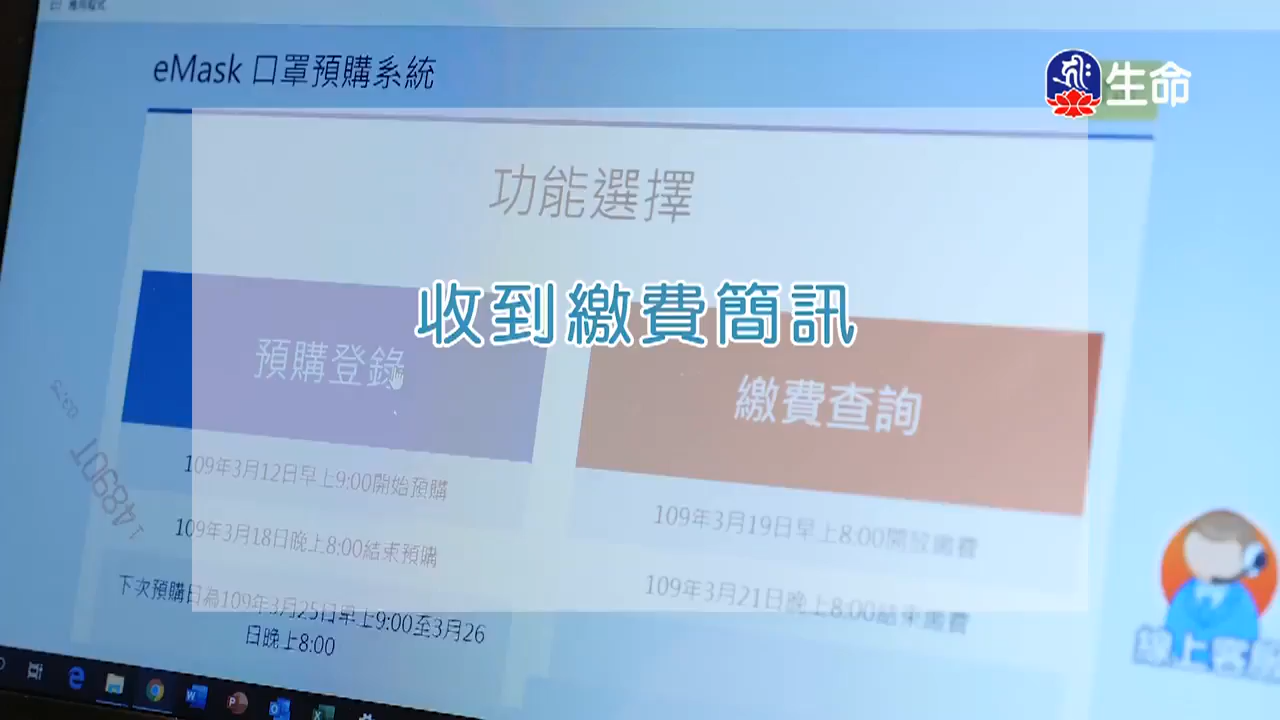 應用程式
eMask 口罩預購系統
生命
功能選擇
收到繳費簡訊
預購登錄
繳費查詢
109年3月12日早上9:00開始預購
109年3月19日早上8:00開放繳費
109年3月18日晚上8:00結束預購
109年3月21日晚上8:00結束繳費
下次預購日為109年3月25日早上9:00至3月26
日晚上8:00
線上客服